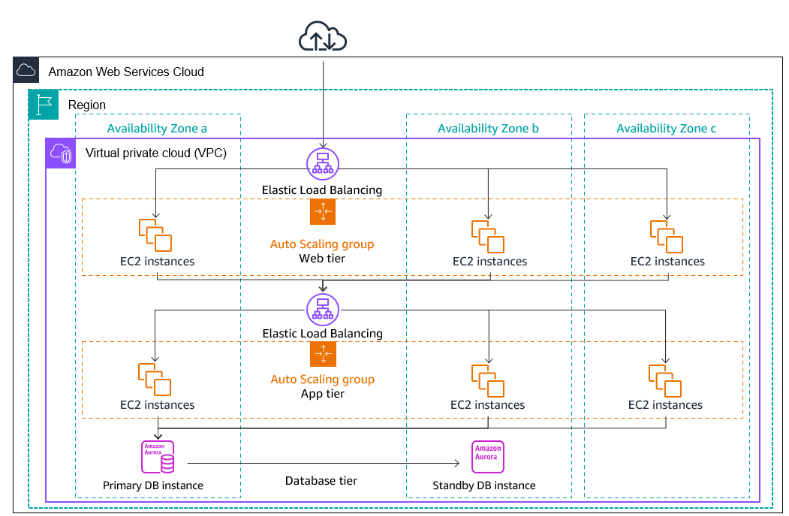 Amazon Web Services Cloud
Region
Availability Zone a
Availability Zone b
Availability Zone c
Virtual private cloud (VPC)
Elastic Load Balancing
Auto Scaling group
Web tier
EC2 instances
EC2 instances
EC2 instances
Elastic Load Balancing
Auto Scaling group
App tier
EC2 instances
EC2 instances
EC2 instances
Amazon
Aurora
Amazon
Aurora
Primary DB instance
Database tier
Standby DB instance